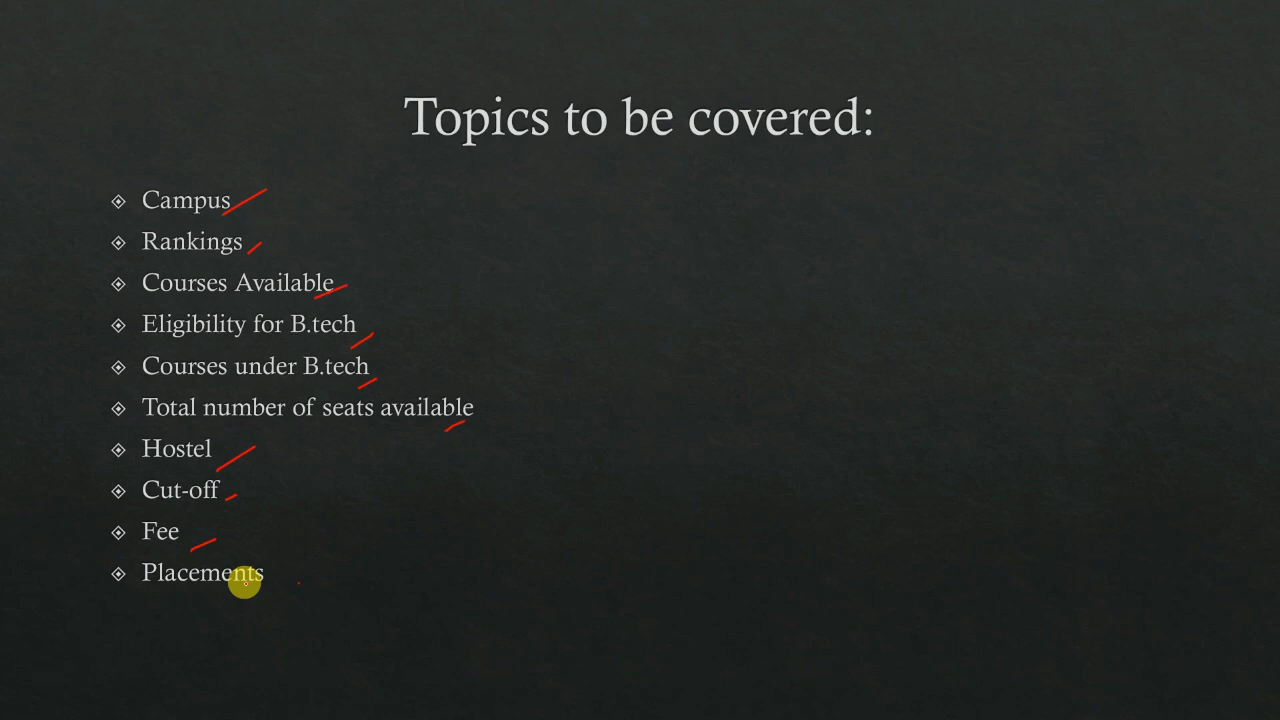 Topics to be covered:
Campus
Rankings
Courses Available
Eligibility for B.tech
Courses under B.tech
Total number of seats available
Hostel
Cut-off
Fee
Placements